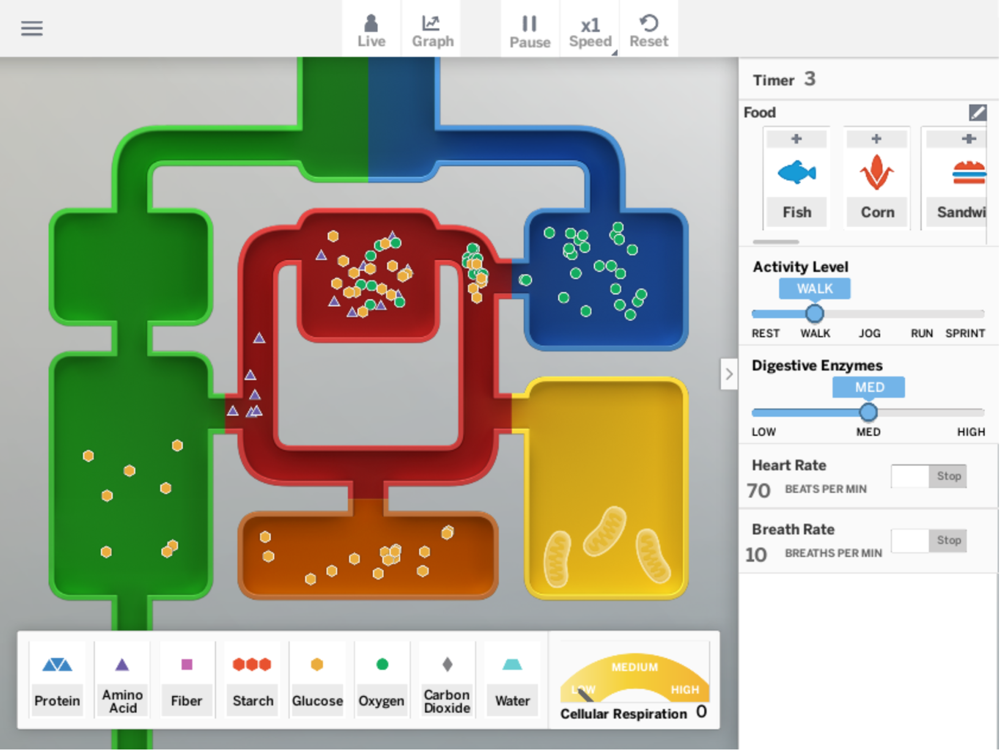 Live
Graph
Pause
x1
Speed
Reset
Timer 3
Food
Fish
Corn
Sandwi
Activity Level
WALK
REST WALK JOG RUN SPRINT
Digestive Enzymes
MED
LOW MED HIGH
Heart Rate
70 BEATS PER MIN
Stop
Breath Rate
10 BREATHS PER MIN
Stop
Protein
Amino
Acid
Fiber
Starch
Glucose
Oxygen
Carbon
Dioxide
Water
MEDIUM
LOW HIGH
Cellular Respiration 0